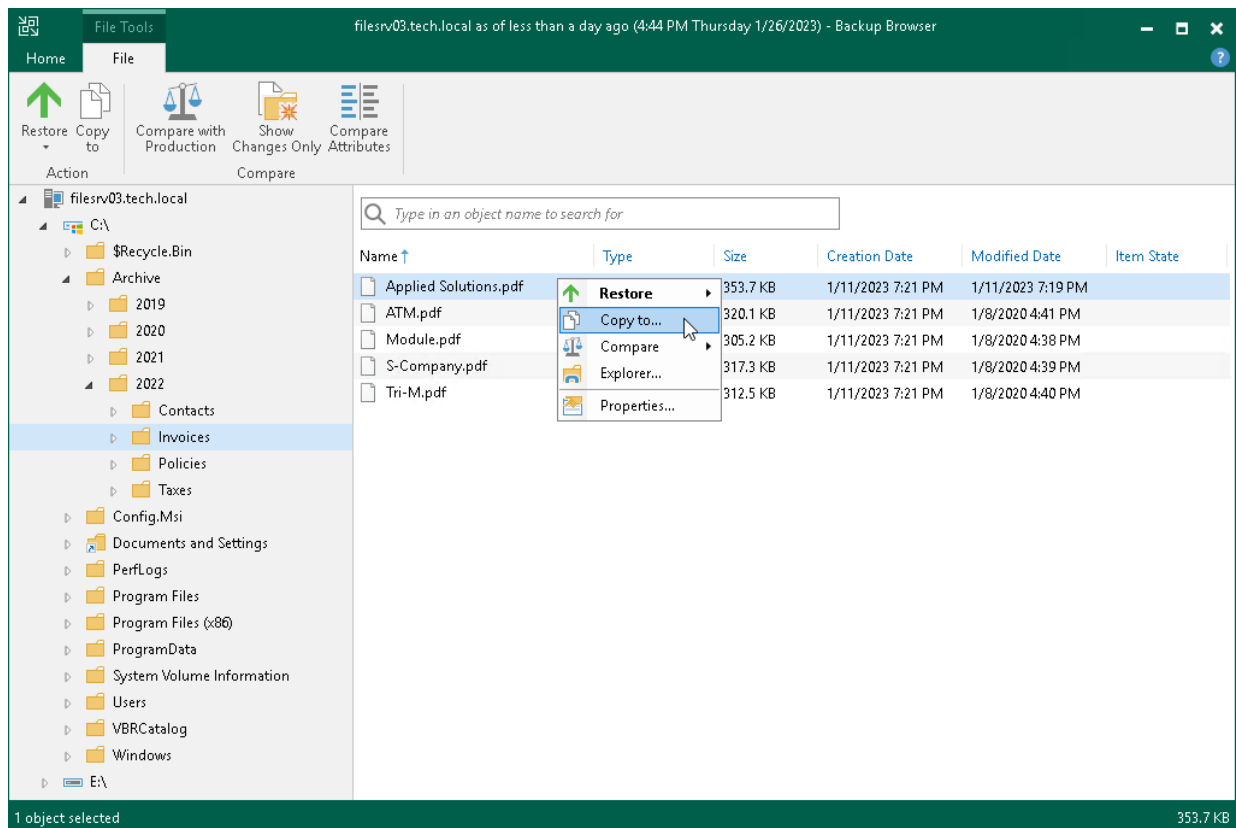 File Tools
filesrv03.tech.local as of less than a day ago (4:44 PM Thursday 1/26/2023) - Backup Browser
Home File
?
Restore Copy to
Compare with Production
Show Changes Only
Compare Attributes
Action
Compare
filesrv03.tech.local
C:\
$Recycle.Bin
Archive
2019
2020
2021
2022
Contacts
Invoices
Policies
Taxes
Config.Msi
Documents and Settings
PerfLogs
Program Files
Program Files (x86)
ProgramData
System Volume Information
Users
VBRCatalog
Windows
E:\
Type in an object name to search for
Name Type Size Creation Date Modified Date Item State
Applied Solutions.pdf 353.7 KB 1/11/2023 7:21 PM 1/11/2023 7:19 PM
ATM.pdf 320.1 KB 1/11/2023 7:21 PM 1/8/2020 4:41 PM
Module.pdf 305.2 KB 1/11/2023 7:21 PM 1/8/2020 4:38 PM
S-Company.pdf 317.3 KB 1/11/2023 7:21 PM 1/8/2020 4:39 PM
Tri-M.pdf 312.5 KB 1/11/2023 7:21 PM 1/8/2020 4:40 PM
Restore
Copy to...
Compare
Explorer...
Properties...
1 object selected
353.7 KB